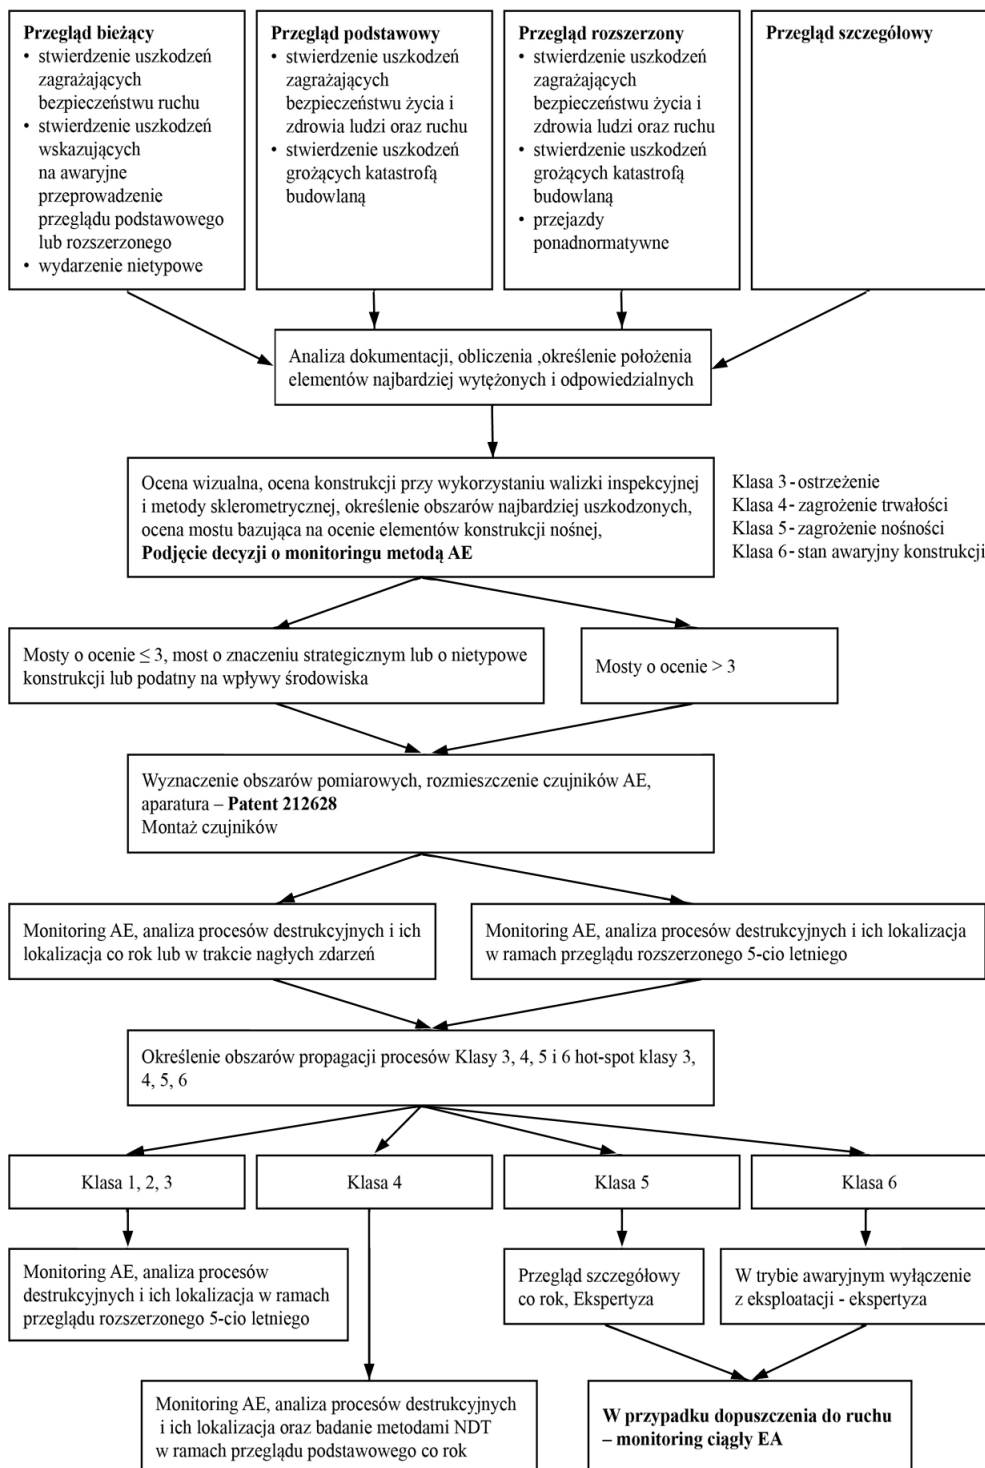 Przegląd bieżący
• stwierdzenie uszkodzeń
zagrażających
bezpieczeństwu ruchu
• stwierdzenie uszkodzeń
wskazujących
na awaryjne
przeprowadzenie
przeglądu podstawowego
lub rozszerzonego
• wydarzenie nietypowe
Przegląd podstawowy
• stwierdzenie uszkodzeń
zagrażających
bezpieczeństwu życia i
zdrowia ludzi oraz ruchu
• stwierdzenie uszkodzeń
grożących katastrofą
budowlaną
Przegląd rozszerzony
• stwierdzenie uszkodzeń
zagrażających
bezpieczeństwu życia i
zdrowia ludzi oraz ruchu
• stwierdzenie uszkodzeń
grożących katastrofą
budowlaną
• przejazdy
ponadnormatywne
Przegląd szczegółowy
Analiza dokumentacji, obliczenia ,określenie położenia
elementów najbardziej wytężonych i odpowiedzialnych
Ocena wizualna, ocena konstrukcji przy wykorzystaniu walizki inspekcyjnej
i metody sklerometrycznej, określenie obszarów najbardziej uszkodzonych,
ocena mostu bazująca na ocenie elementów konstrukcji nośnej,
Podjęcie decyzji o monitoringu metodą AE
Klasa 3 - ostrzeżenie
Klasa 4 - zagrożenie trwałości
Klasa 5 - zagrożenie nośności
Klasa 6 - stan awaryjny konstrukcji
Mosty o ocenie ≤ 3, most o znaczeniu strategicznym lub o nietypowe
konstrukcji lub podatny na wpływy środowiska
Mosty o ocenie > 3
Wyznaczenie obszarów pomiarowych, rozmieszczenie czujników AE,
aparatura – Patent 212628
Montaż czujników
Monitoring AE, analiza procesów destrukcyjnych i ich
lokalizacja co rok lub w trakcie nagłych zdarzeń
Monitoring AE, analiza procesów destrukcyjnych i ich lokalizacja
w ramach przeglądu rozszerzonego 5-cio letniego
Określenie obszarów propagacji procesów Klasy 3, 4, 5 i 6 hot-spot klasy 3,
4, 5, 6
Klasa 1, 2, 3
Klasa 4
Klasa 5
Klasa 6
Monitoring AE, analiza procesów
destrukcyjnych i ich lokalizacja w ramach
przeglądu rozszerzonego 5-cio letniego
Przegląd szczegółowy
co rok, Ekspertyza
W trybie awaryjnym wyłączenie
z eksploatacji - ekspertyza
Monitoring AE, analiza procesów destrukcyjnych
i ich lokalizacja oraz badanie metodami NDT
w ramach przeglądu podstawowego co rok
W przypadku dopuszczenia do ruchu
– monitoring ciągły EA